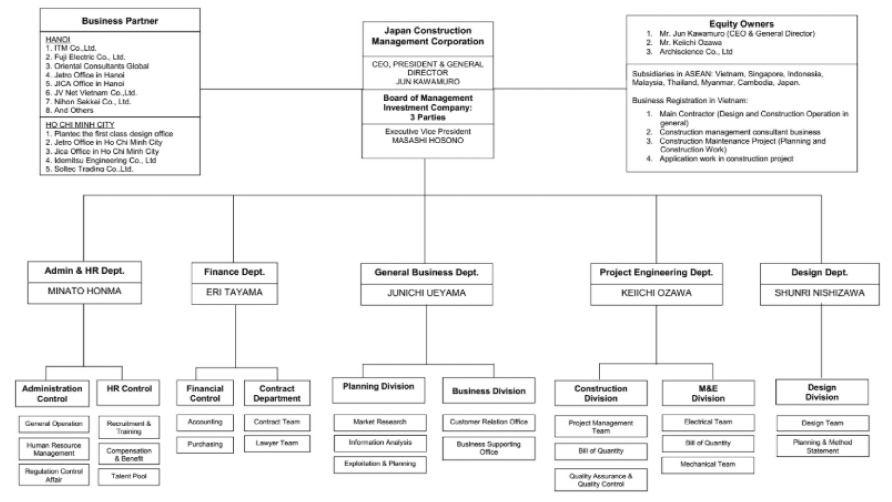 Business Partner
HANOI
1. ITM Co.,Ltd.
2. Fuji Electric Co., Ltd.
3. Oriental Consultants Global
4. Jetro Office in Hanoi
5. JICA Office in Hanoi
6. JV Net Vietnam Co.,Ltd.
7. Nihon Sekkei Co., Ltd.
8. And Others
HO CHI MINH CITY
1. Plantec the first class design office
2. Jetro Office in Ho Chi Minh City
3. Jica Office in Ho Chi Minh City
4. Idemitsu Engineering Co., Ltd
5. Soltec Trading Co.,Ltd.
Japan Construction
Management Corporation
CEO, PRESIDENT & GENERAL
DIRECTOR
JUN KAWAMURO
Board of Management
Investment Company:
3 Parties
Executive Vice President
MASASHI HOSONO
Equity Owners
1. Mr. Jun Kawamuro (CEO & General Director)
2. Mr. Keiichi Ozawa
3. Archiscience Co., Ltd
Subsidiaries in ASEAN: Vietnam, Singapore, Indonesia,
Malaysia, Thailand, Myanmar, Cambodia, Japan.
Business Registration in Vietnam:
1. Main Contractor (Design and Construction Operation in
general)
2. Construction management consultant business
3. Construction Maintenance Project (Planning and
Construction Work)
4. Application work in construction project
Admin & HR Dept.
MINATO HONMA
Finance Dept.
ERI TAYAMA
General Business Dept.
JUNICHI UEYAMA
Project Engineering Dept.
KEIICHI OZAWA
Design Dept.
SHUNRI NISHIZAWA
Administration
Control
General Operation
Human Resource
Management
Regulation Control
Affair
HR Control
Recruitment &
Training
Compensation
& Benefit
Talent Pool
Financial
Control
Accounting
Purchasing
Contract
Department
Contract Team
Lawyer Team
Planning Division
Market Research
Information Analysis
Exploitation & Planning
Business Division
Customer Relation Office
Business Supporting
Office
Construction
Division
Project Management
Team
Bill of Quantity
Quality Assurance &
Quality Control
M&E
Division
Electrical Team
Bill of Quantity
Mechanical Team
Design
Division
Design Team
Planning & Method
Statement